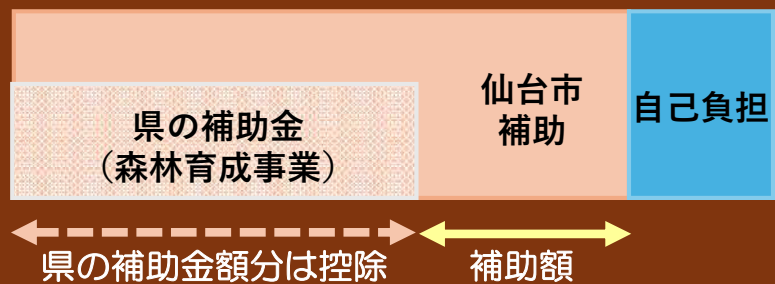 県の補助金
(森林育成事業)
仙台市
補助
自己負担
県の補助金額分は控除
補助額